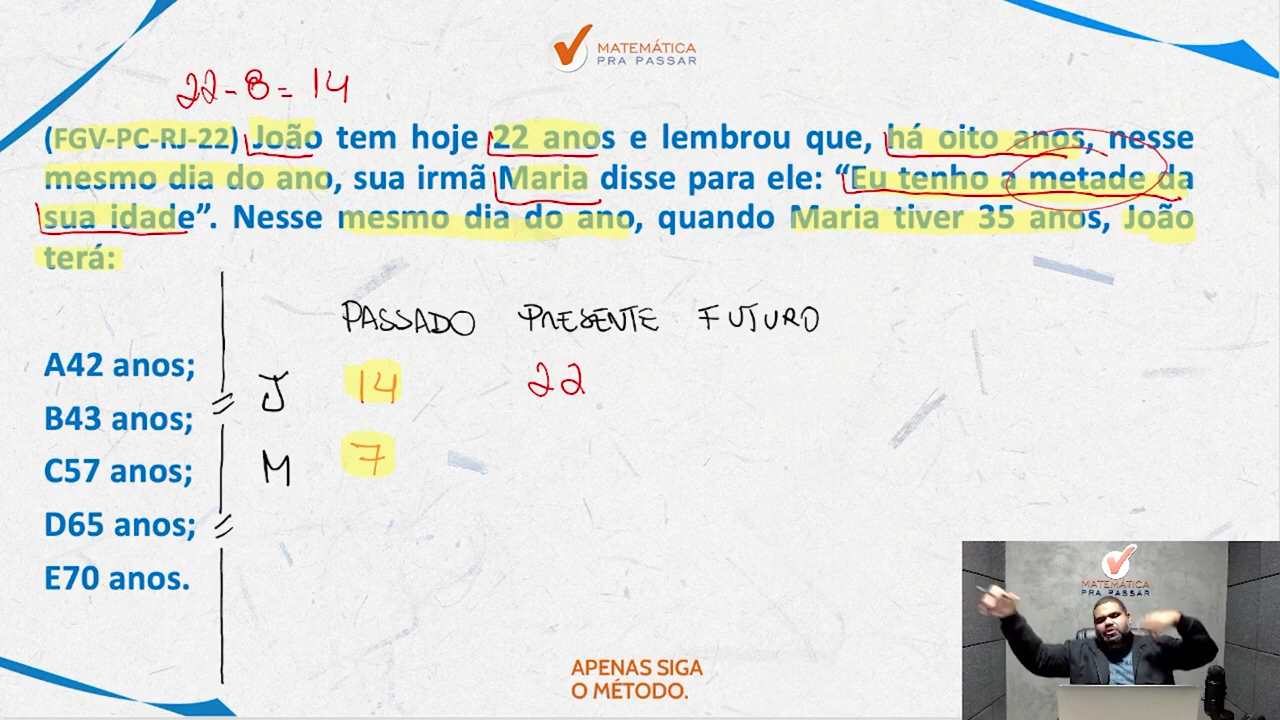 MATEMÁTICA
PRA PASSAR
22 - 8 = 14
(FGV-PC-RJ-22) João tem hoje 22 anos e lembrou que, há oito anos, nesse
mesmo dia do ano, sua irmã Maria disse para ele: “Eu tenho a metade da
sua idade”. Nesse mesmo dia do ano, quando Maria tiver 35 anos, João
terá:
PASSADO PRESENTE FUTURO
A42 anos;
J 14 22
B43 anos;
M 7
C57 anos;
D65 anos;
E70 anos.
MATEMÁTICA
PRA PASSAR
APENAS SIGA
O MÉTODO.